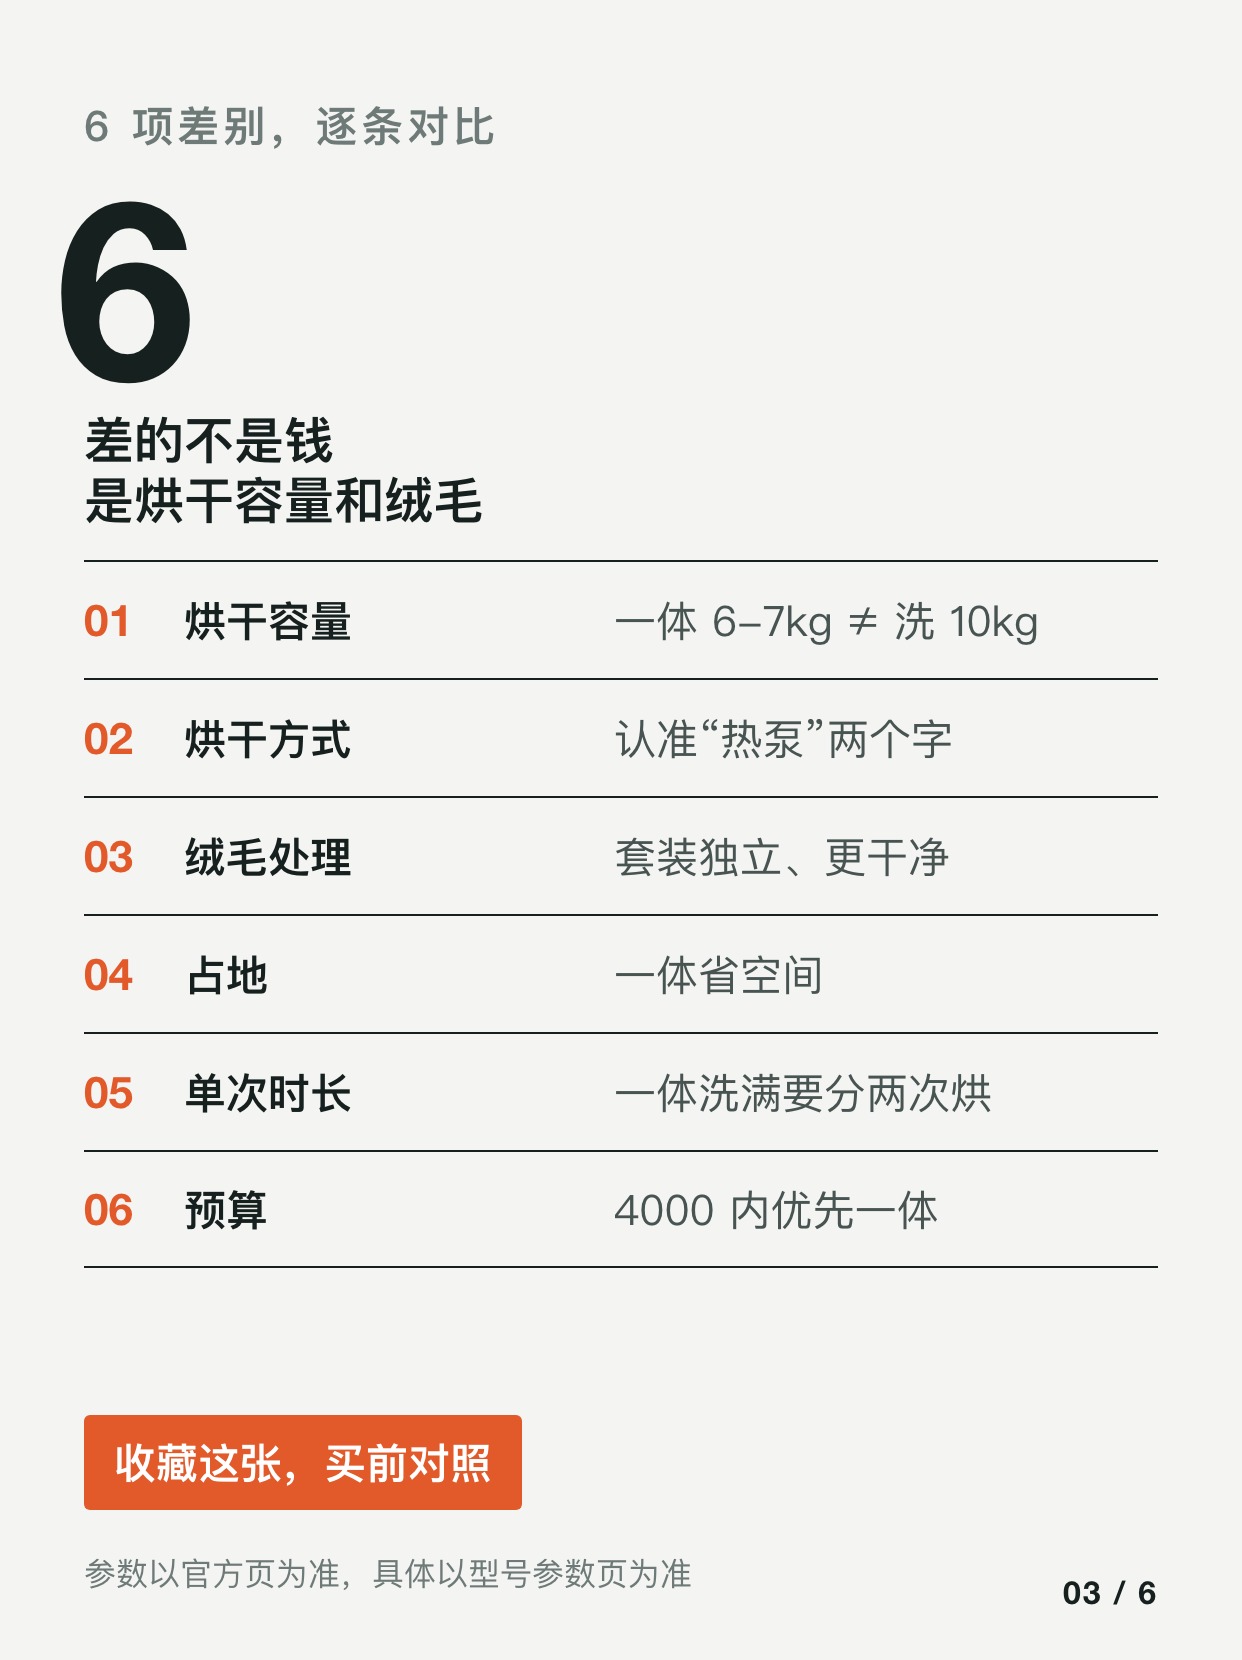 6 项差别，逐条对比
6
差的不是钱
是烘干容量和绒毛
01 烘干容量 一体 6–7kg ≠ 洗 10kg
02 烘干方式 认准“热泵”两个字
03 绒毛处理 套装独立、更干净
04 占地 一体省空间
05 单次时长 一体洗满要分两次烘
06 预算 4000 内优先一体
收藏这张，买前对照
参数以官方页为准，具体以型号参数页为准
03 / 6